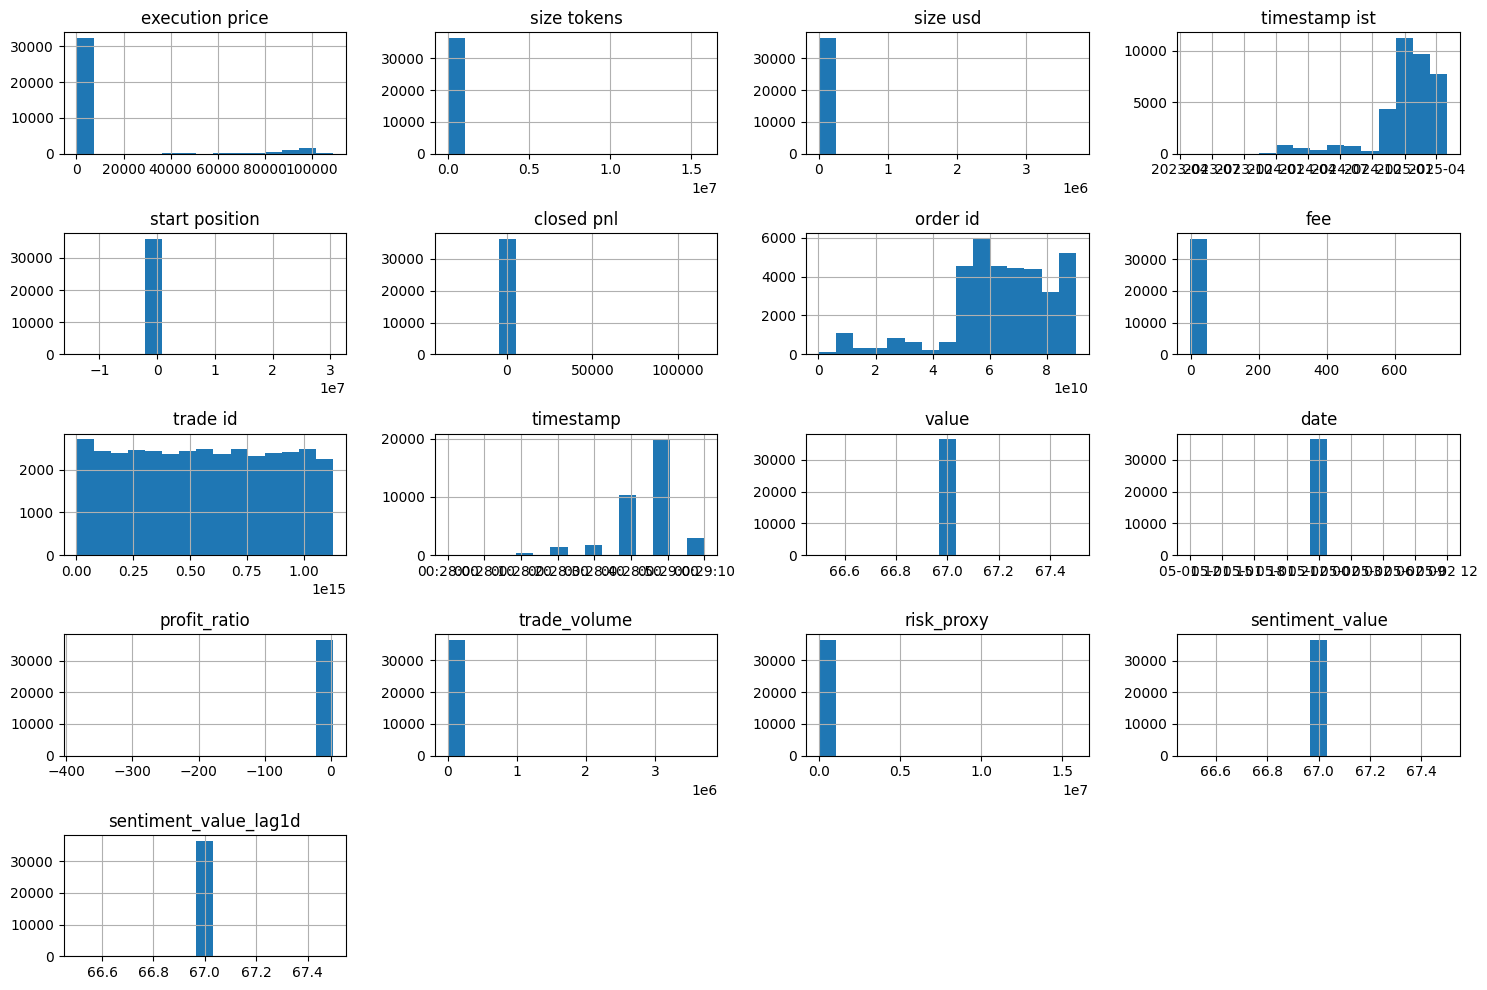 execution price
30000
20000
10000
0
0 20000 40000 60000 80000 100000
size tokens
30000
20000
10000
0
0.0 0.5 1.0 1.5
1e7
size usd
30000
20000
10000
0
0 1 2 3
1e6
timestamp ist
10000
5000
0
start position
30000
20000
10000
0
−1 0 1 2 3
1e7
closed pnl
30000
20000
10000
0
0 50000 100000
order id
6000
4000
2000
0
0 2 4 6 8
1e10
fee
30000
20000
10000
0
0 200 400 600
trade id
2000
1000
0
0.00 0.25 0.50 0.75 1.00
1e15
timestamp
20000
10000
0
value
30000
20000
10000
0
66.6 66.8 67.0 67.2 67.4
date
30000
20000
10000
0
profit_ratio
30000
20000
10000
0
−400 −300 −200 −100 0
trade_volume
30000
20000
10000
0
0 1 2 3
1e6
risk_proxy
30000
20000
10000
0
0.0 0.5 1.0 1.5
1e7
sentiment_value
30000
20000
10000
0
66.6 66.8 67.0 67.2 67.4
sentiment_value_lag1d
30000
20000
10000
0
66.6 66.8 67.0 67.2 67.4